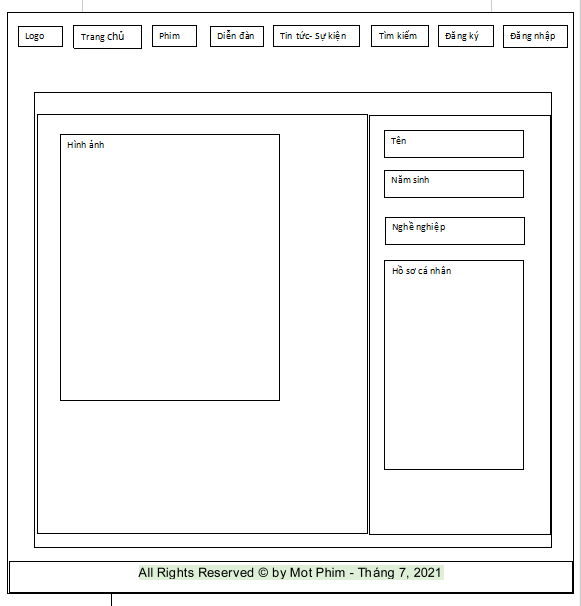 Logo
Trang chủ
Phim
Diễn đàn
Tin tức- Sự kiện
Tìm kiếm
Đăng ký
Đăng nhập
Hình ảnh
Tên
Năm sinh
Nghề nghiệp
Hồ sơ cá nhân
All Rights Reserved © by Mot Phim - Tháng 7, 2021